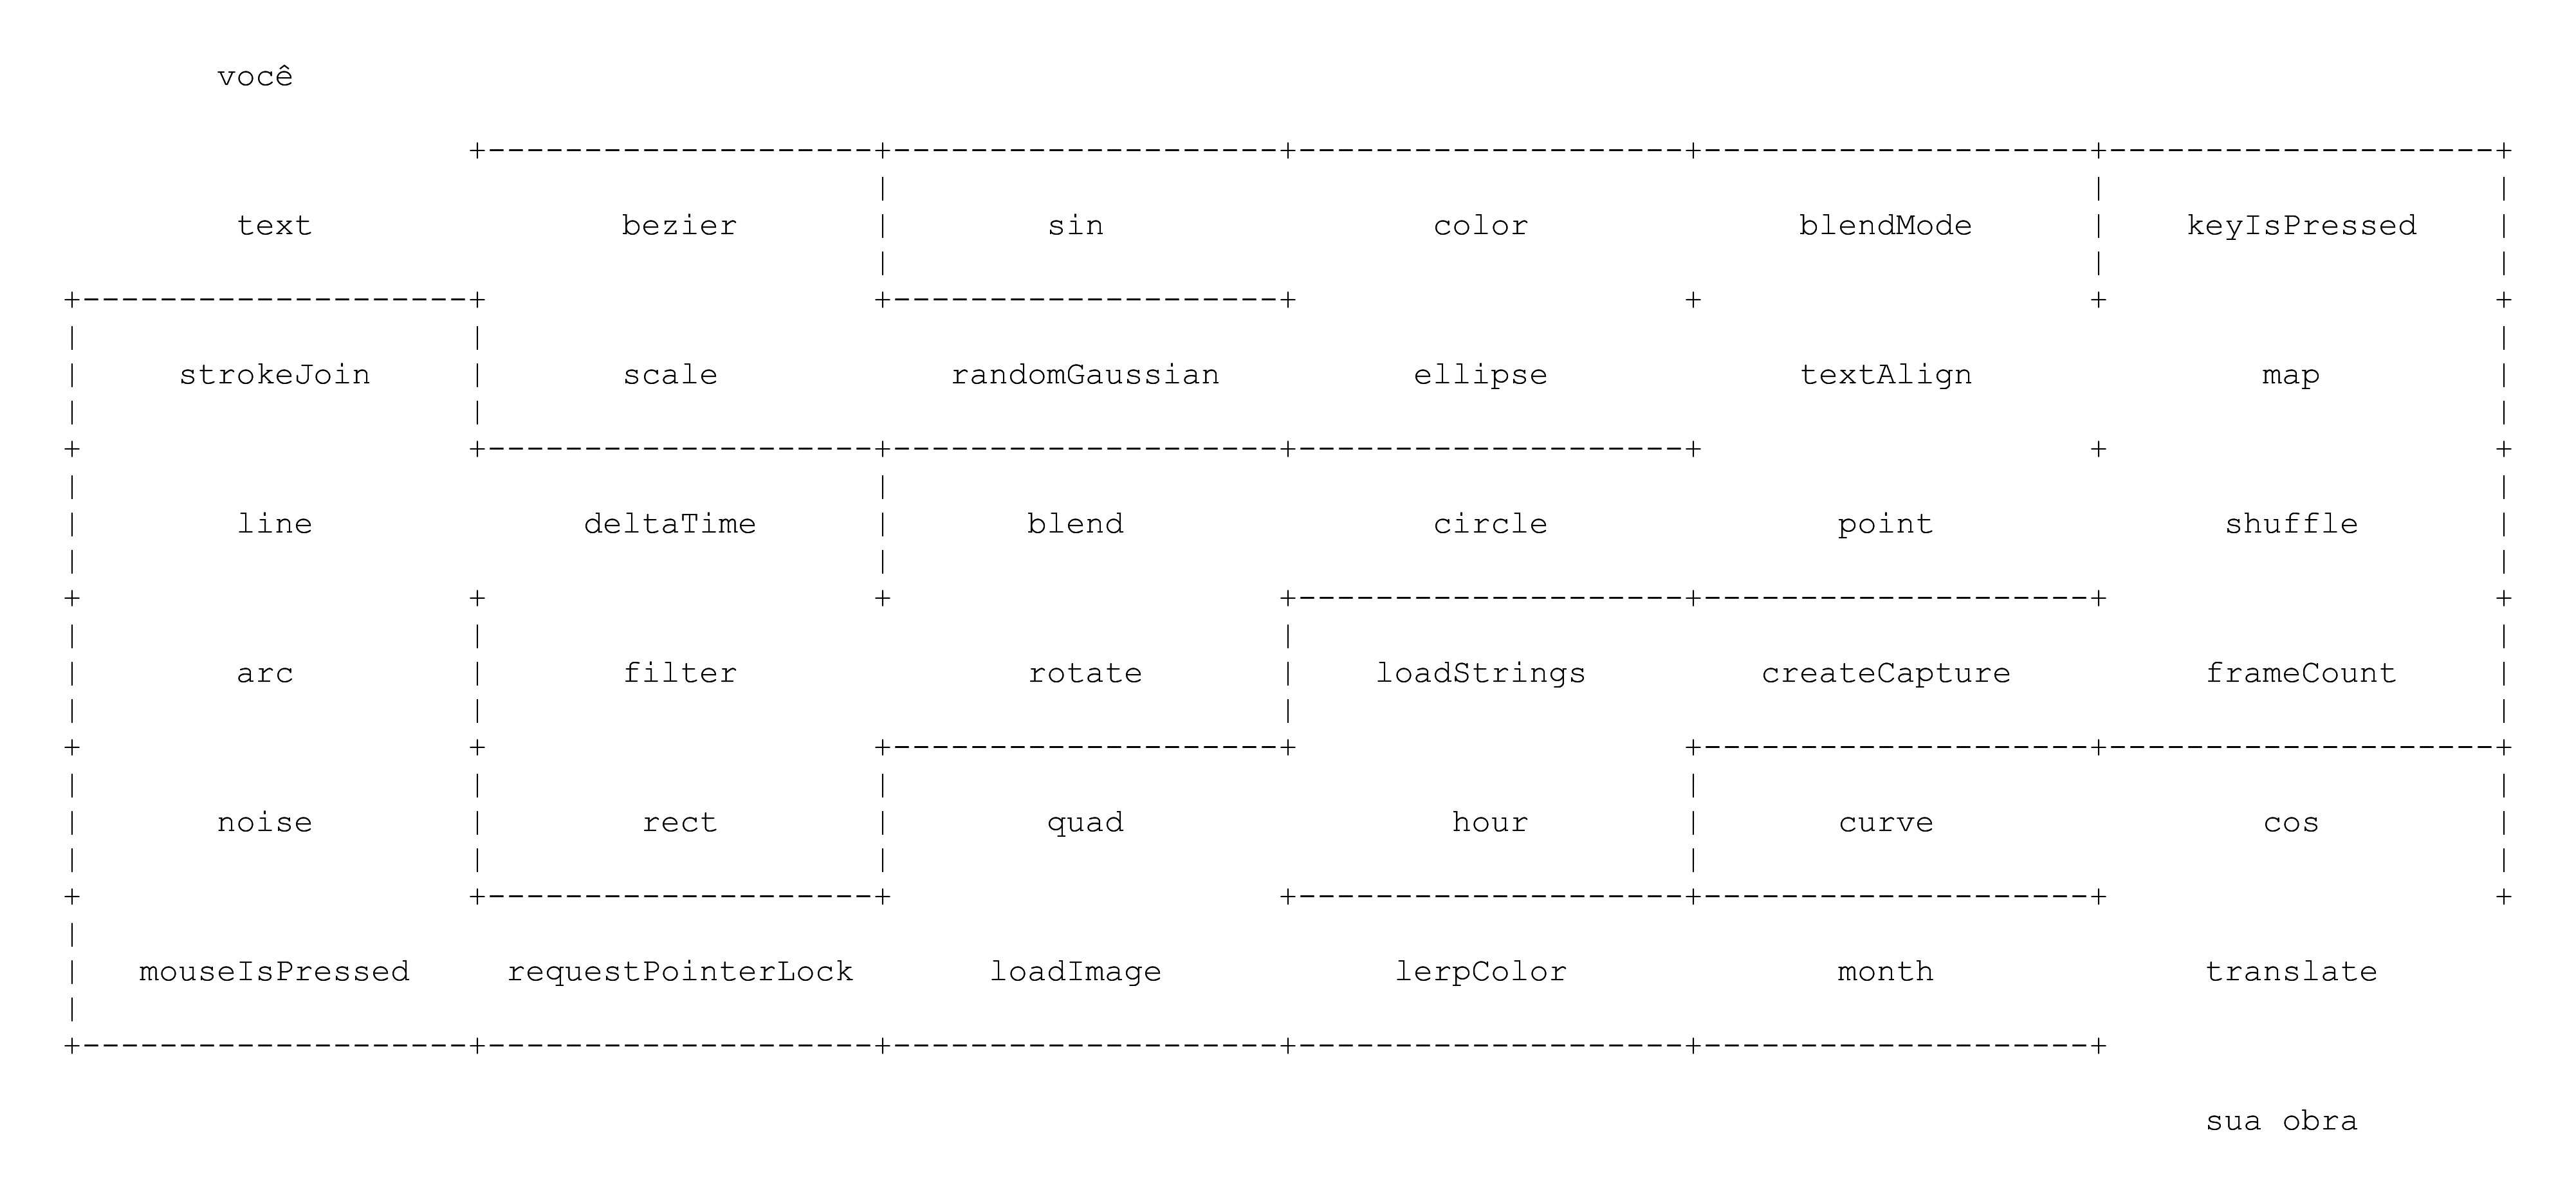 você
text bezier sin color blendMode keyIsPressed
strokeJoin scale randomGaussian ellipse textAlign map
line deltaTime blend circle point shuffle
arc filter rotate loadStrings createCapture frameCount
noise rect quad hour curve cos
mouseIsPressed requestPointerLock loadImage lerpColor month translate
sua obra